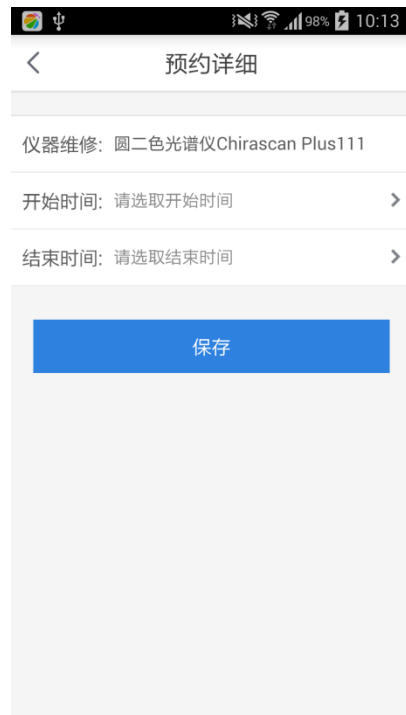 98% 10:13
预约详细
仪器维修: 圆二色光谱仪Chirascan Plus111
开始时间: 请选取开始时间
结束时间: 请选取结束时间
保存